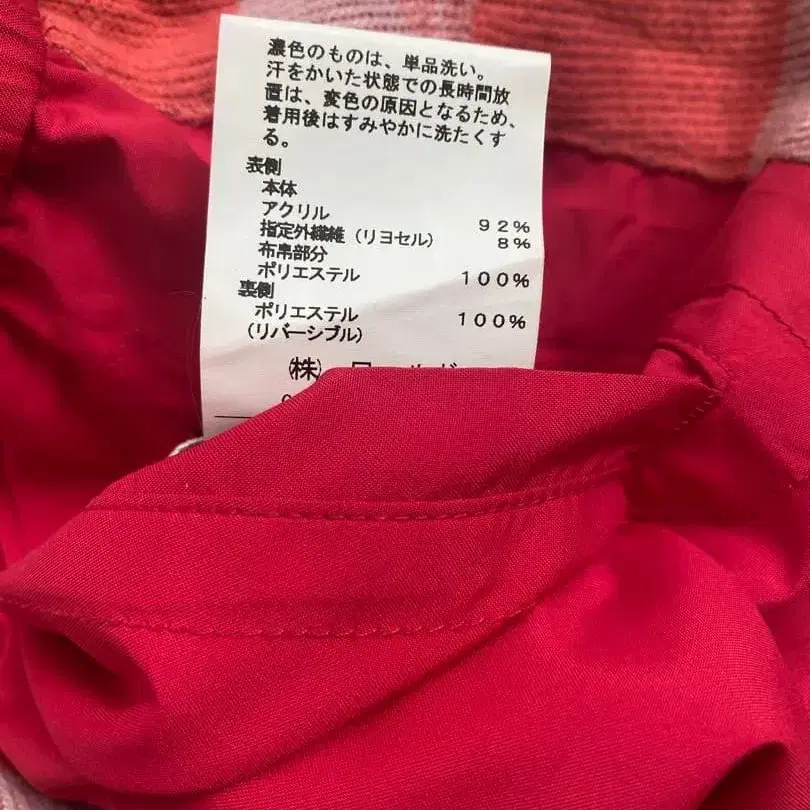 濃色のものは、単品洗い。
汗をかいた状態での長時間放
置は、変色の原因となるため、
着用後はすみやかに洗たくす
る。
表側
本体
アクリル 92%
指定外繊維(リヨセル) 8%
布帛部分
ポリエステル 100%
裏側
ポリエステル 100%
(リバーシブル)
(株)